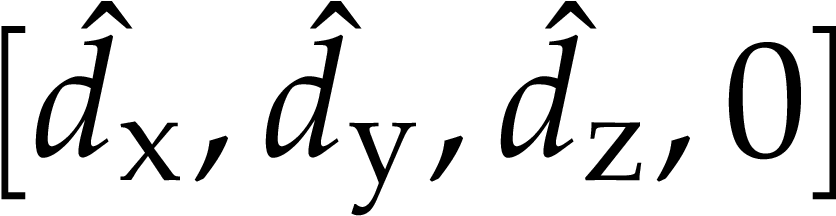 [d̂x, d̂y, d̂z, 0]